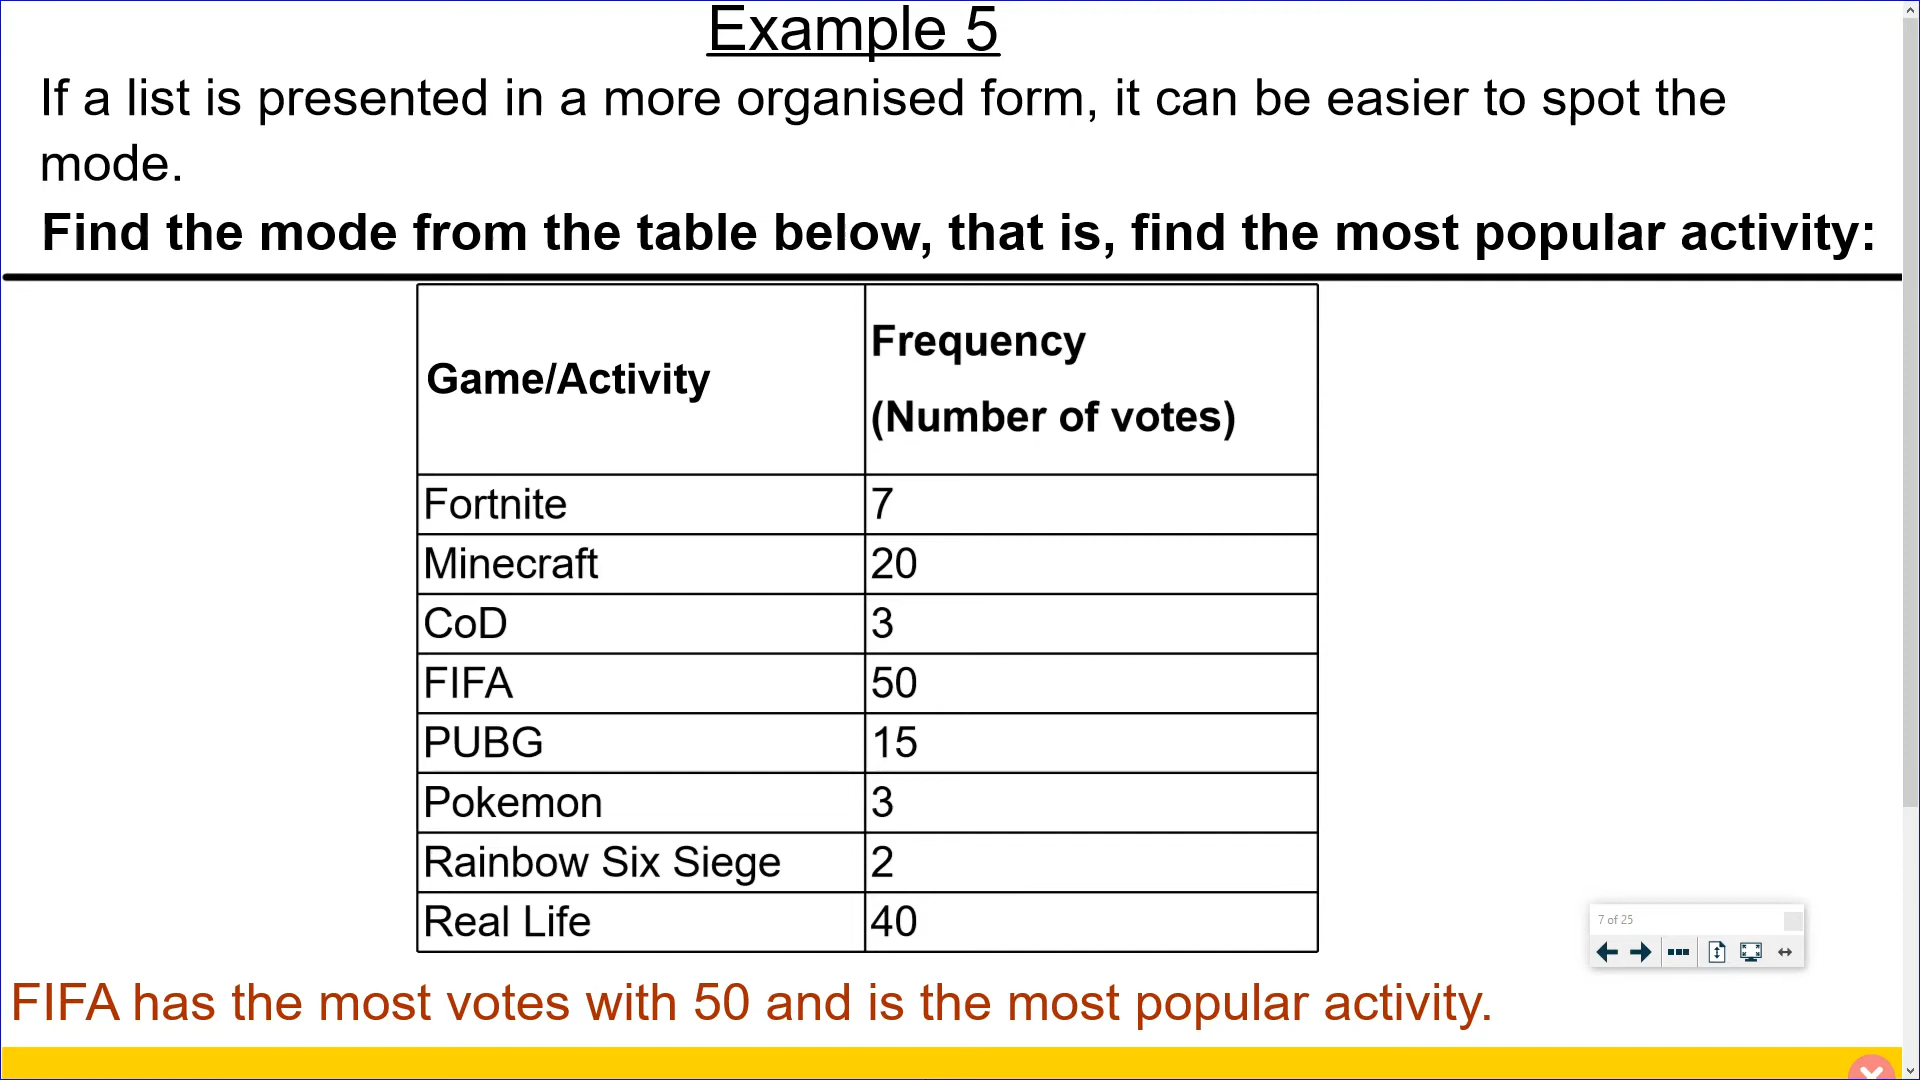 Example 5
If a list is presented in a more organised form, it can be easier to spot the
mode.
Find the mode from the table below, that is, find the most popular activity:
Game/Activity
Frequency
(Number of votes)
Fortnite 7
Minecraft 20
CoD 3
FIFA 50
PUBG 15
Pokemon 3
Rainbow Six Siege 2
Real Life 40
7 of 25
FIFA has the most votes with 50 and is the most popular activity.